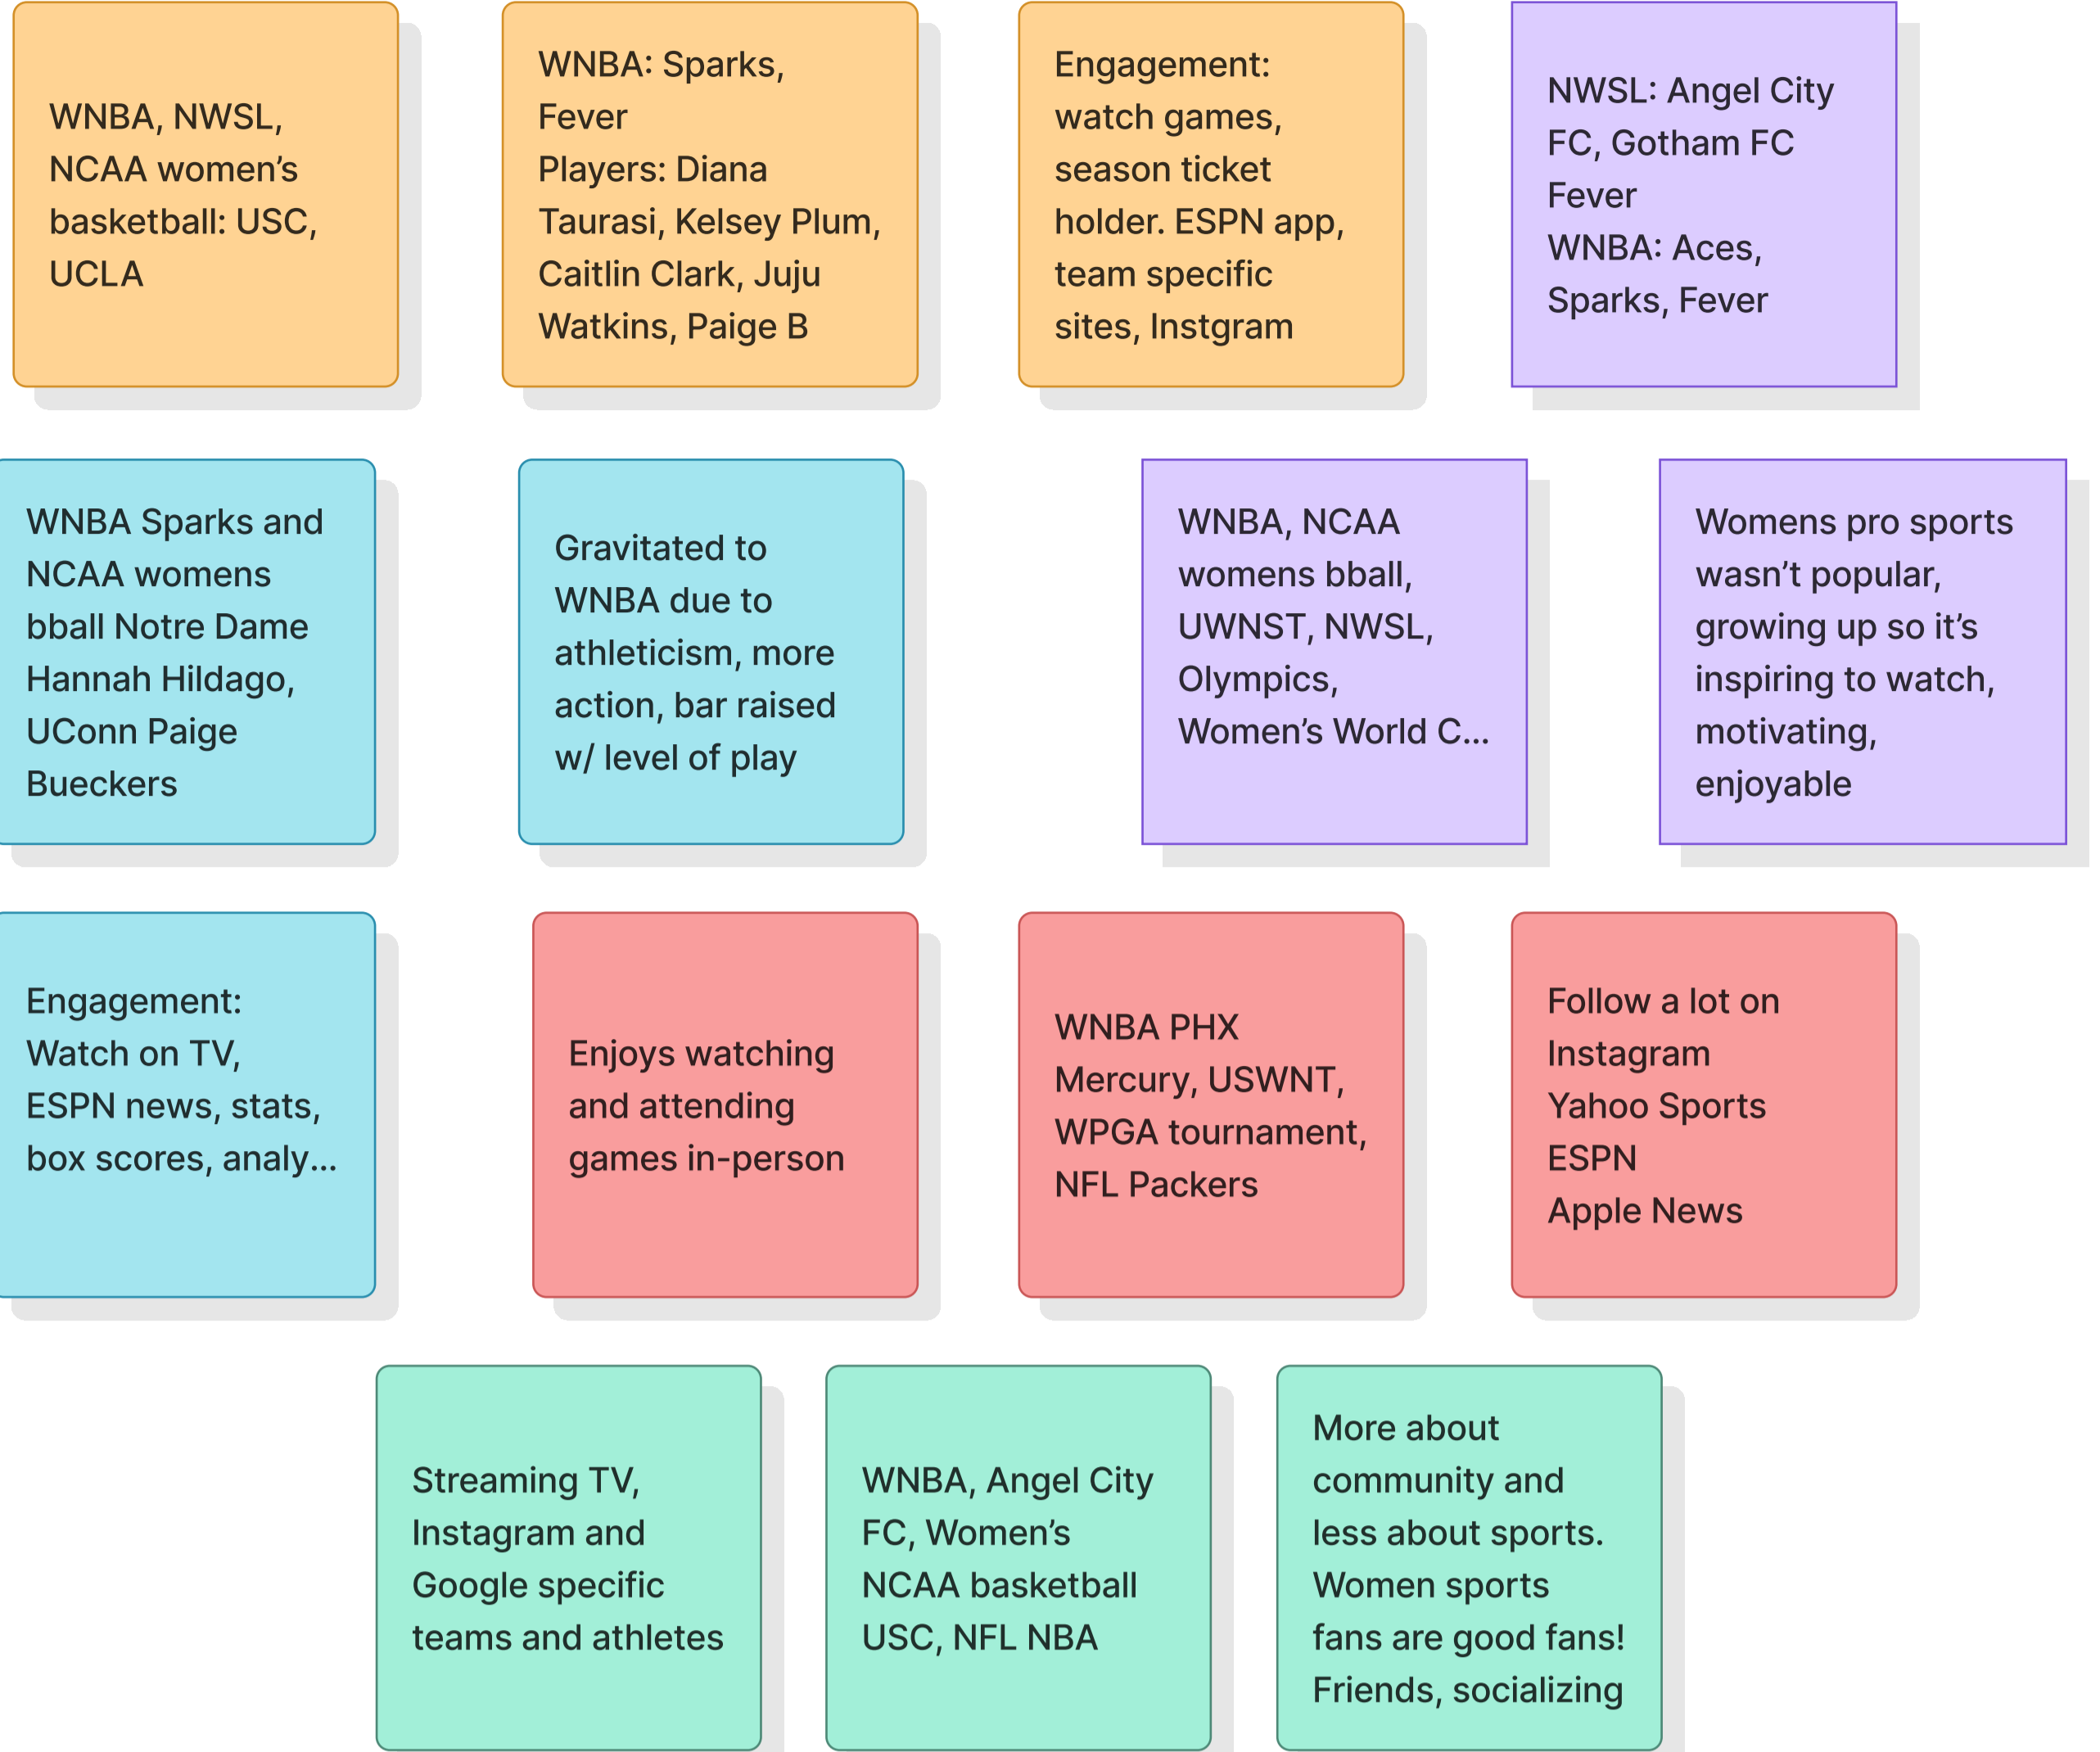 WNBA, NWSL,
NCAA women’s
basketball: USC,
UCLA
WNBA: Sparks,
Fever
Players: Diana
Taurasi, Kelsey Plum,
Caitlin Clark, Juju
Watkins, Paige B
Engagement:
watch games,
season ticket
holder. ESPN app,
team specific
sites, Instgram
NWSL: Angel City
FC, Gotham FC
Fever
WNBA: Aces,
Sparks, Fever
WNBA Sparks and
NCAA womens
bball Notre Dame
Hannah Hildago,
UConn Paige
Bueckers
Gravitated to
WNBA due to
athleticism, more
action, bar raised
w/ level of play
WNBA, NCAA
womens bball,
UWNST, NWSL,
Olympics,
Women’s World C...
Womens pro sports
wasn’t popular,
growing up so it’s
inspiring to watch,
motivating,
enjoyable
Engagement:
Watch on TV,
ESPN news, stats,
box scores, analy...
Enjoys watching
and attending
games in-person
WNBA PHX
Mercury, USWNT,
WPGA tournament,
NFL Packers
Follow a lot on
Instagram
Yahoo Sports
ESPN
Apple News
Streaming TV,
Instagram and
Google specific
teams and athletes
WNBA, Angel City
FC, Women’s
NCAA basketball
USC, NFL NBA
More about
community and
less about sports.
Women sports
fans are good fans!
Friends, socializing